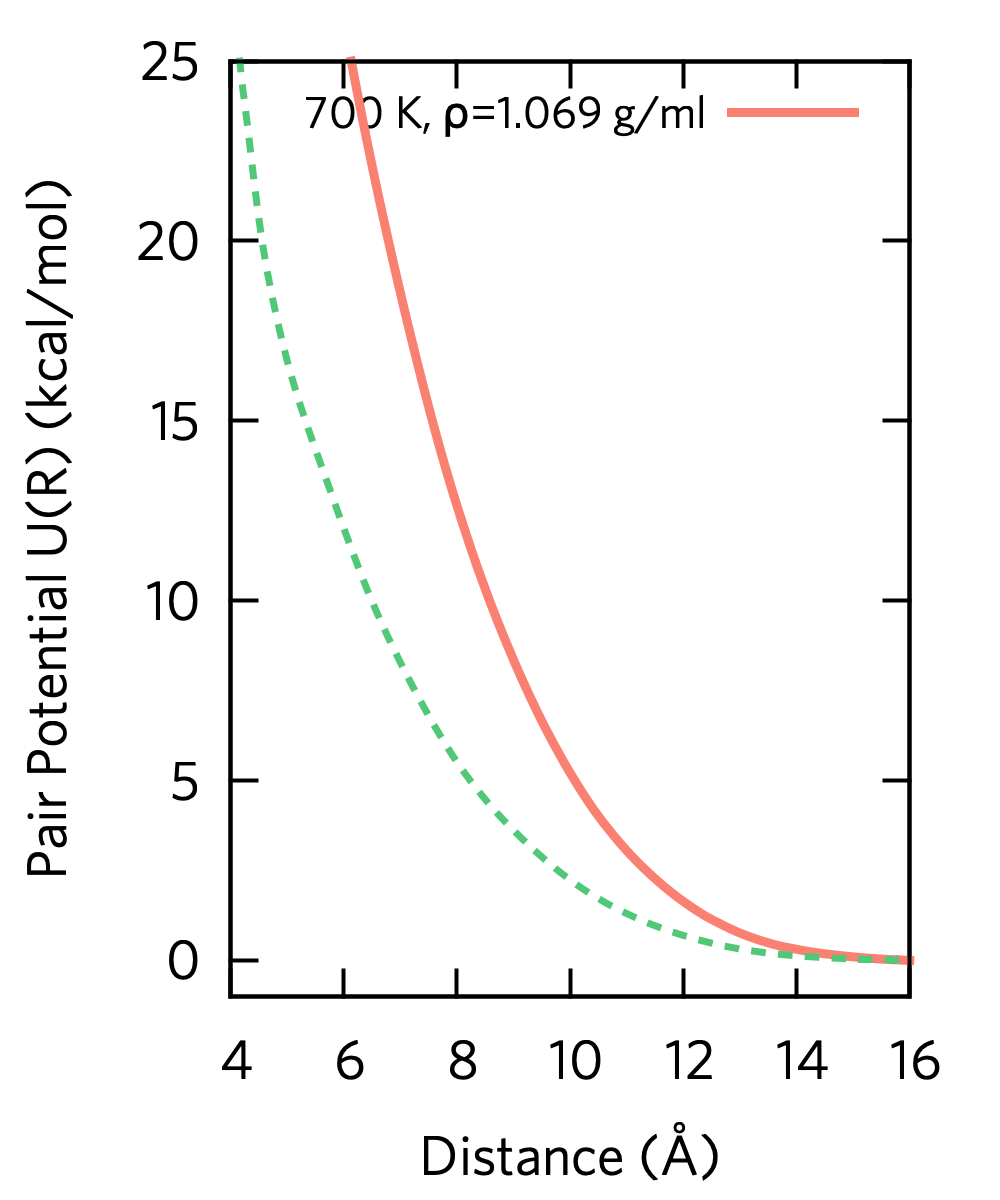 Pair Potential U(R) (kcal/mol)
25
20
15
10
5
0
700 K, ρ=1.069 g/ml
4 6 8 10 12 14 16
Distance (Å)